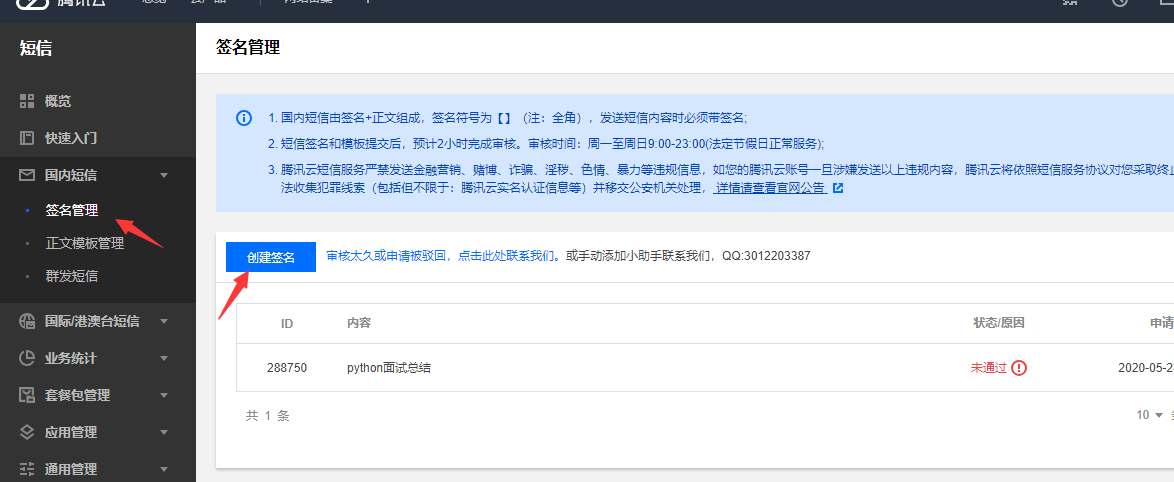 腾讯云
短信
概览
快速入门
国内短信
签名管理
正文模板管理
群发短信
国际/港澳台短信
业务统计
套餐包管理
应用管理
通用管理
签名管理
1. 国内短信由签名+正文组成，签名符号为【】（注：全角），发送短信内容时必须带签名;
2. 短信签名和模板提交后，预计2小时完成审核。审核时间：周一至周日9:00-23:00(法定节假日正常服务);
3. 腾讯云短信服务严禁发送金融营销、赌博、诈骗、淫秽、色情、暴力等违规信息，如您的腾讯云账号一旦涉嫌发送以上违规内容，腾讯云将依照短信服务协议对您采取终止
法收集犯罪线索（包括但不限于：腾讯云实名认证信息等）并移交公安机关处理，详情请查看官网公告
创建签名 审核太久或申请被驳回，点击此处联系我们。或手动添加小助手联系我们，QQ:3012203387
ID 内容 状态/原因 申请
288750 python面试总结 未通过 2020-05-2
共 1 条 10